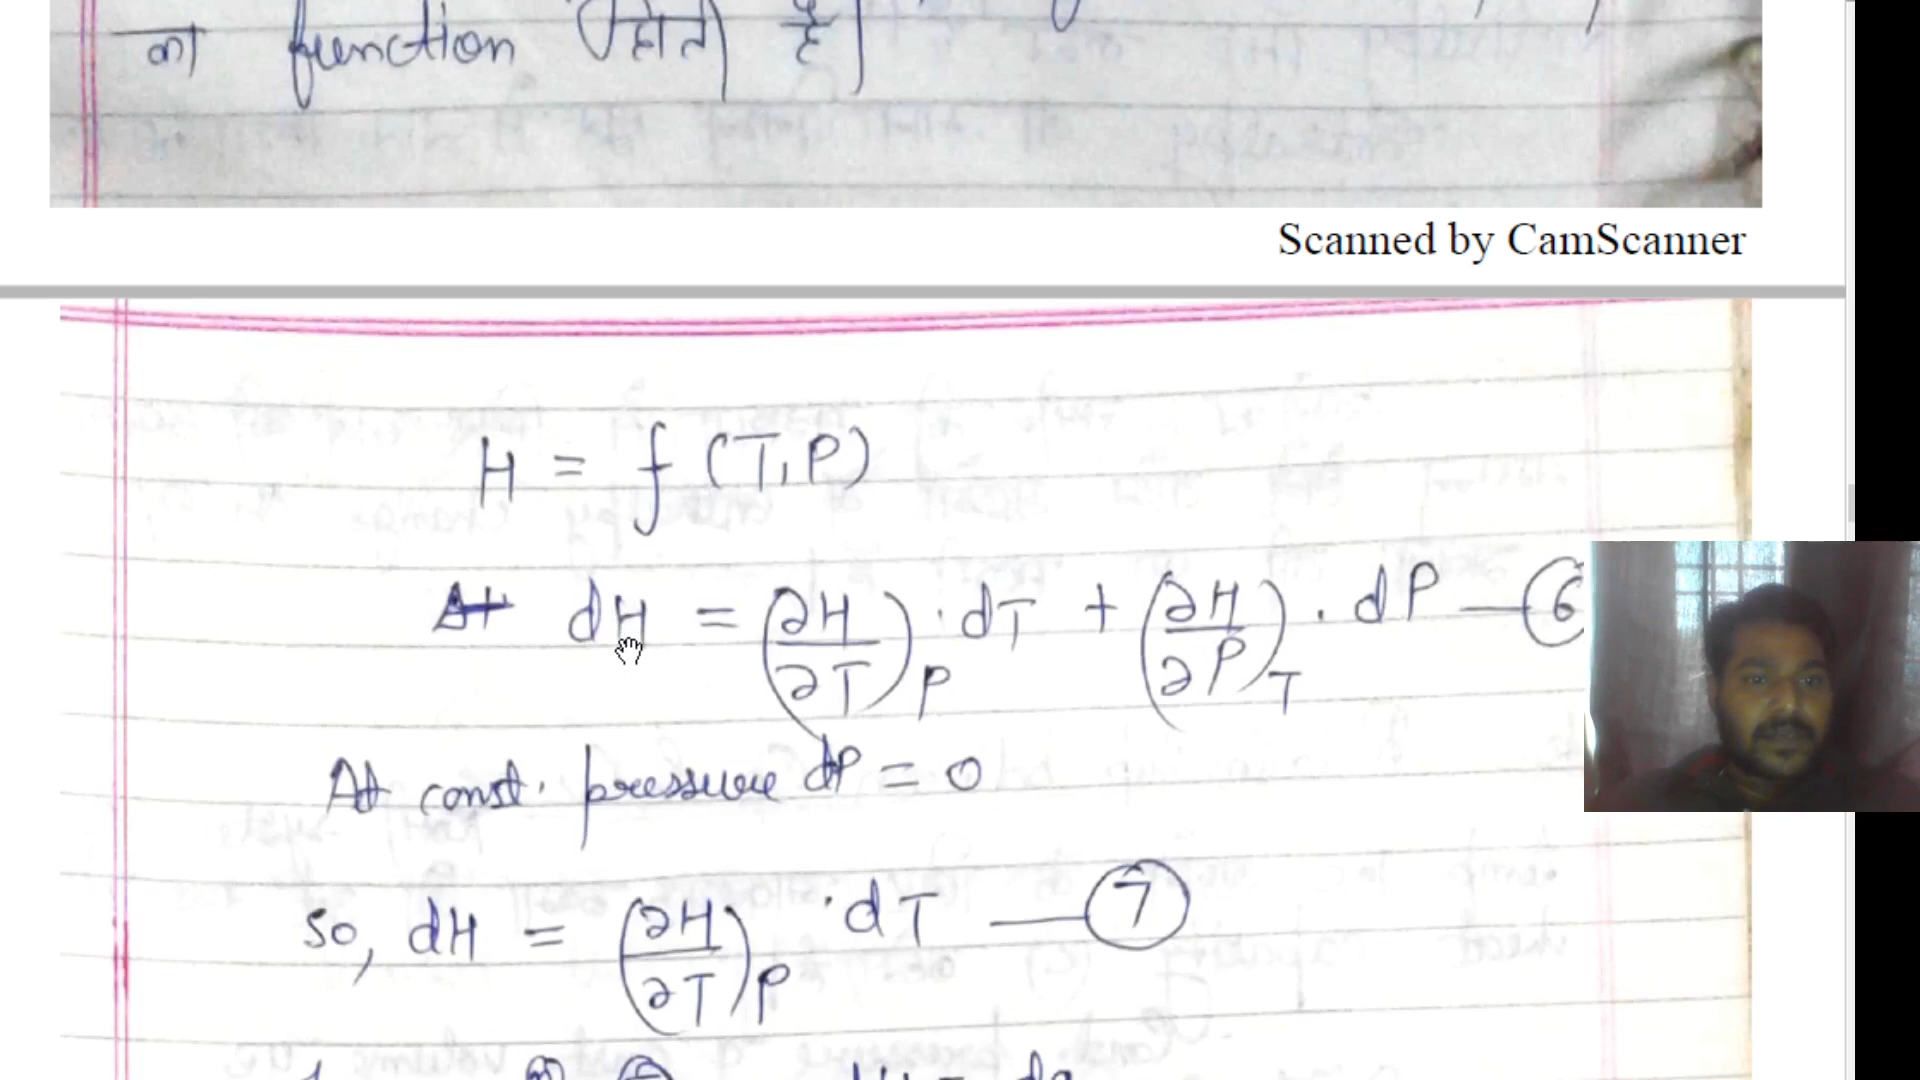 का function होती है।
Scanned by CamScanner
H = f (T, P)
dH = (∂H/∂T)P · dT + (∂H/∂P)T · dP — 6
At const. pressure dP = 0
so, dH = (∂H/∂T)P · dT — 7